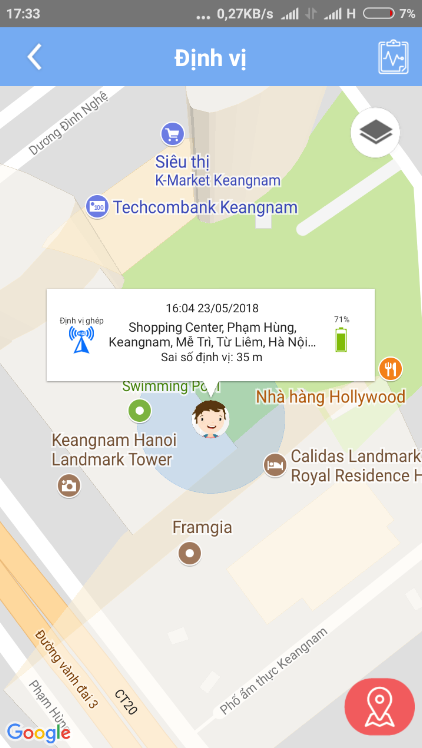 17:33
... 0,27KB/s H 7%
Định vị
Dương Đình Nghệ
Siêu thị
K-Market Keangnam
Techcombank Keangnam
16:04 23/05/2018
Định vị ghép
71%
Shopping Center, Phạm Hùng,
Keangnam, Mễ Trì, Từ Liêm, Hà Nội...
Sai số định vị: 35 m
Swimming Pool
Nhà hàng Hollywood
Keangnam Hanoi
Landmark Tower
Calidas Landmark
Royal Residence H
Framgia
Đường vành đai 3
CT20
Phạm Hùng
Phố ẩm thực Keangnam
Google